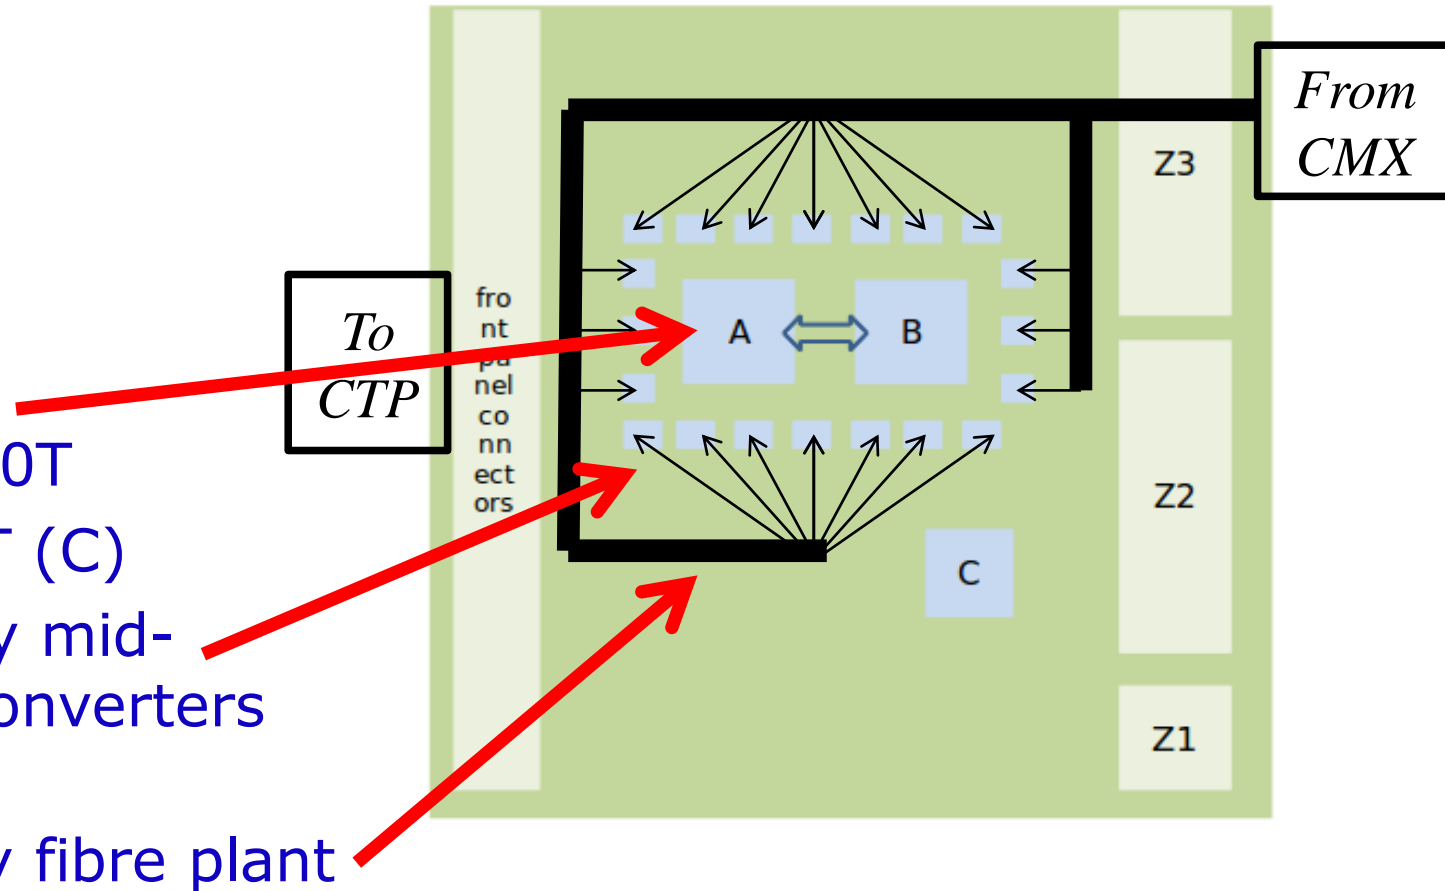 From
CMX
Z3
To
CTP
fro
nt
pa
nel
co
nn
ect
ors
A
B
0T
T (C)
y mid-
onverters
Z2
C
Z1
y fibre plant